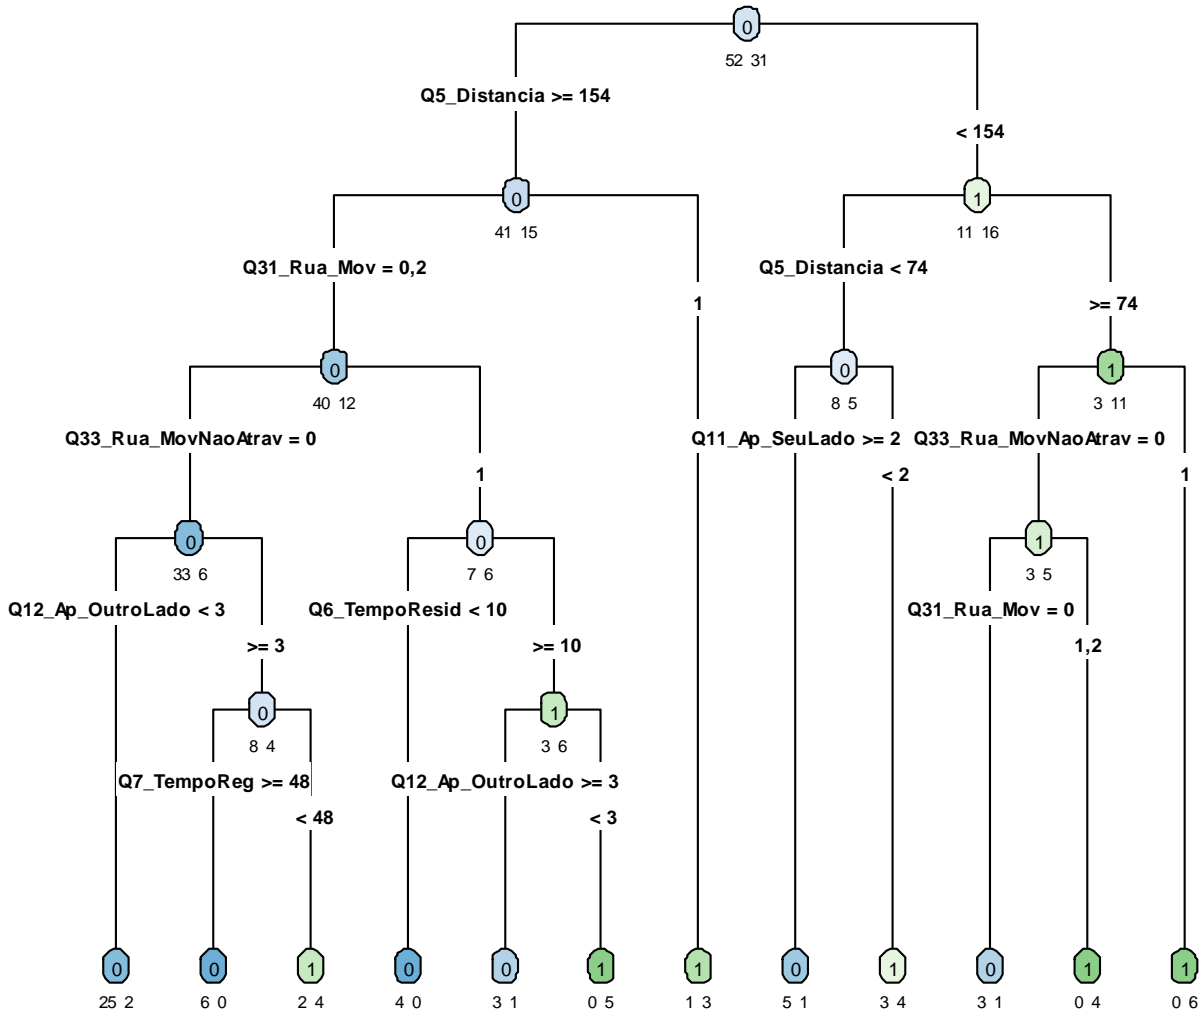 0
52 31
Q5_Distancia >= 154
< 154
0
1
41 15
11 16
Q31_Rua_Mov = 0,2
Q5_Distancia < 74
1
>= 74
0
0
1
40 12
8 5
3 11
Q33_Rua_MovNaoAtrav = 0
Q11_Ap_SeuLado >= 2
Q33_Rua_MovNaoAtrav = 0
1
< 2
1
0
0
1
33 6
7 6
3 5
Q12_Ap_OutroLado < 3
Q6_TempoResid < 10
Q31_Rua_Mov = 0
>= 3
>= 10
1,2
0
1
8 4
3 6
Q7_TempoReg >= 48
Q12_Ap_OutroLado >= 3
< 48
< 3
0 0 1 0 0 1 1 0 1 0 1 1
25 2 6 0 2 4 4 0 3 1 0 5 1 3 5 1 3 4 3 1 0 4 0 6